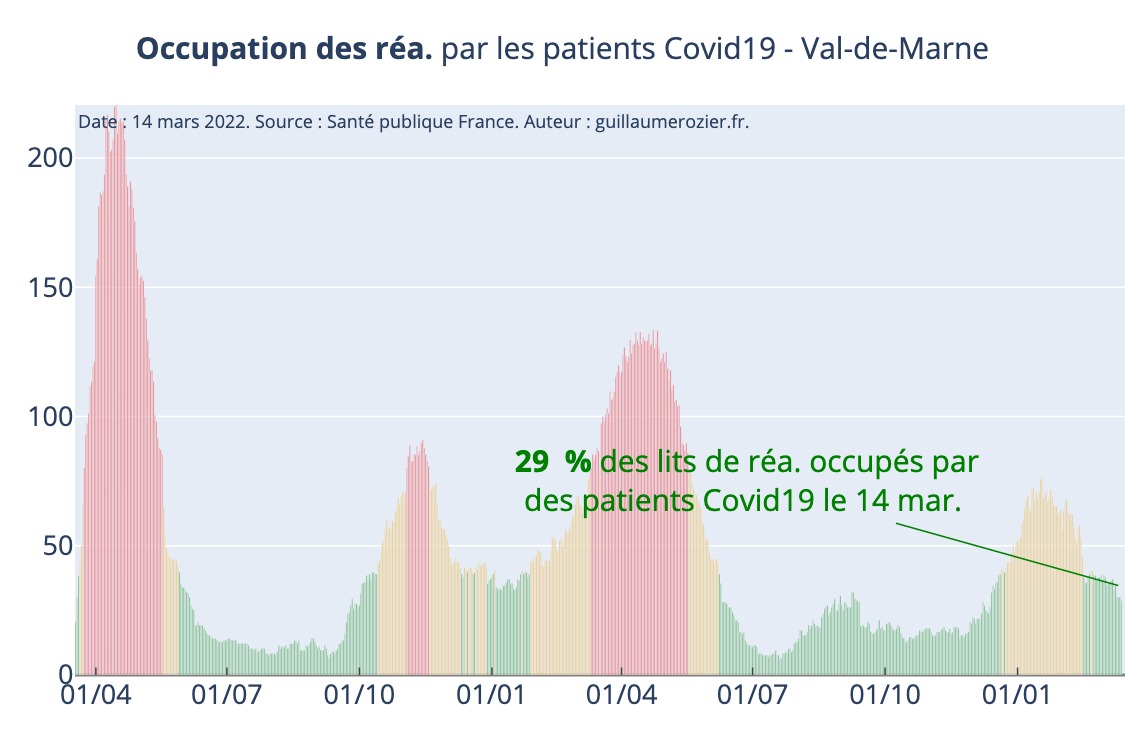 Occupation des réa. par les patients Covid19 - Val-de-Marne
Date : 14 mars 2022. Source : Santé publique France. Auteur : guillaumerozier.fr.
200
150
100
50
0
29 % des lits de réa. occupés par
des patients Covid19 le 14 mar.
01/04 01/07 01/10 01/01 01/04 01/07 01/10 01/01